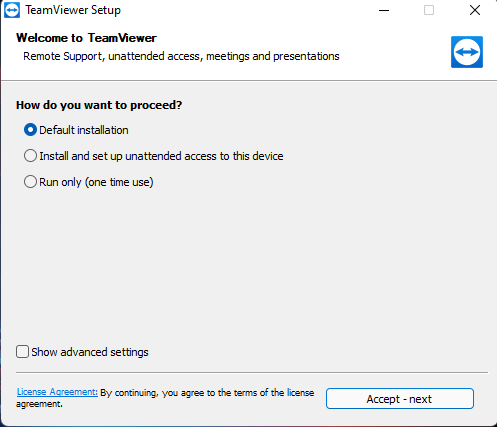 TeamViewer Setup
Welcome to TeamViewer
Remote Support, unattended access, meetings and presentations
How do you want to proceed?
Default installation
Install and set up unattended access to this device
Run only (one time use)
Show advanced settings
License Agreement: By continuing, you agree to the terms of the license
agreement.
Accept - next